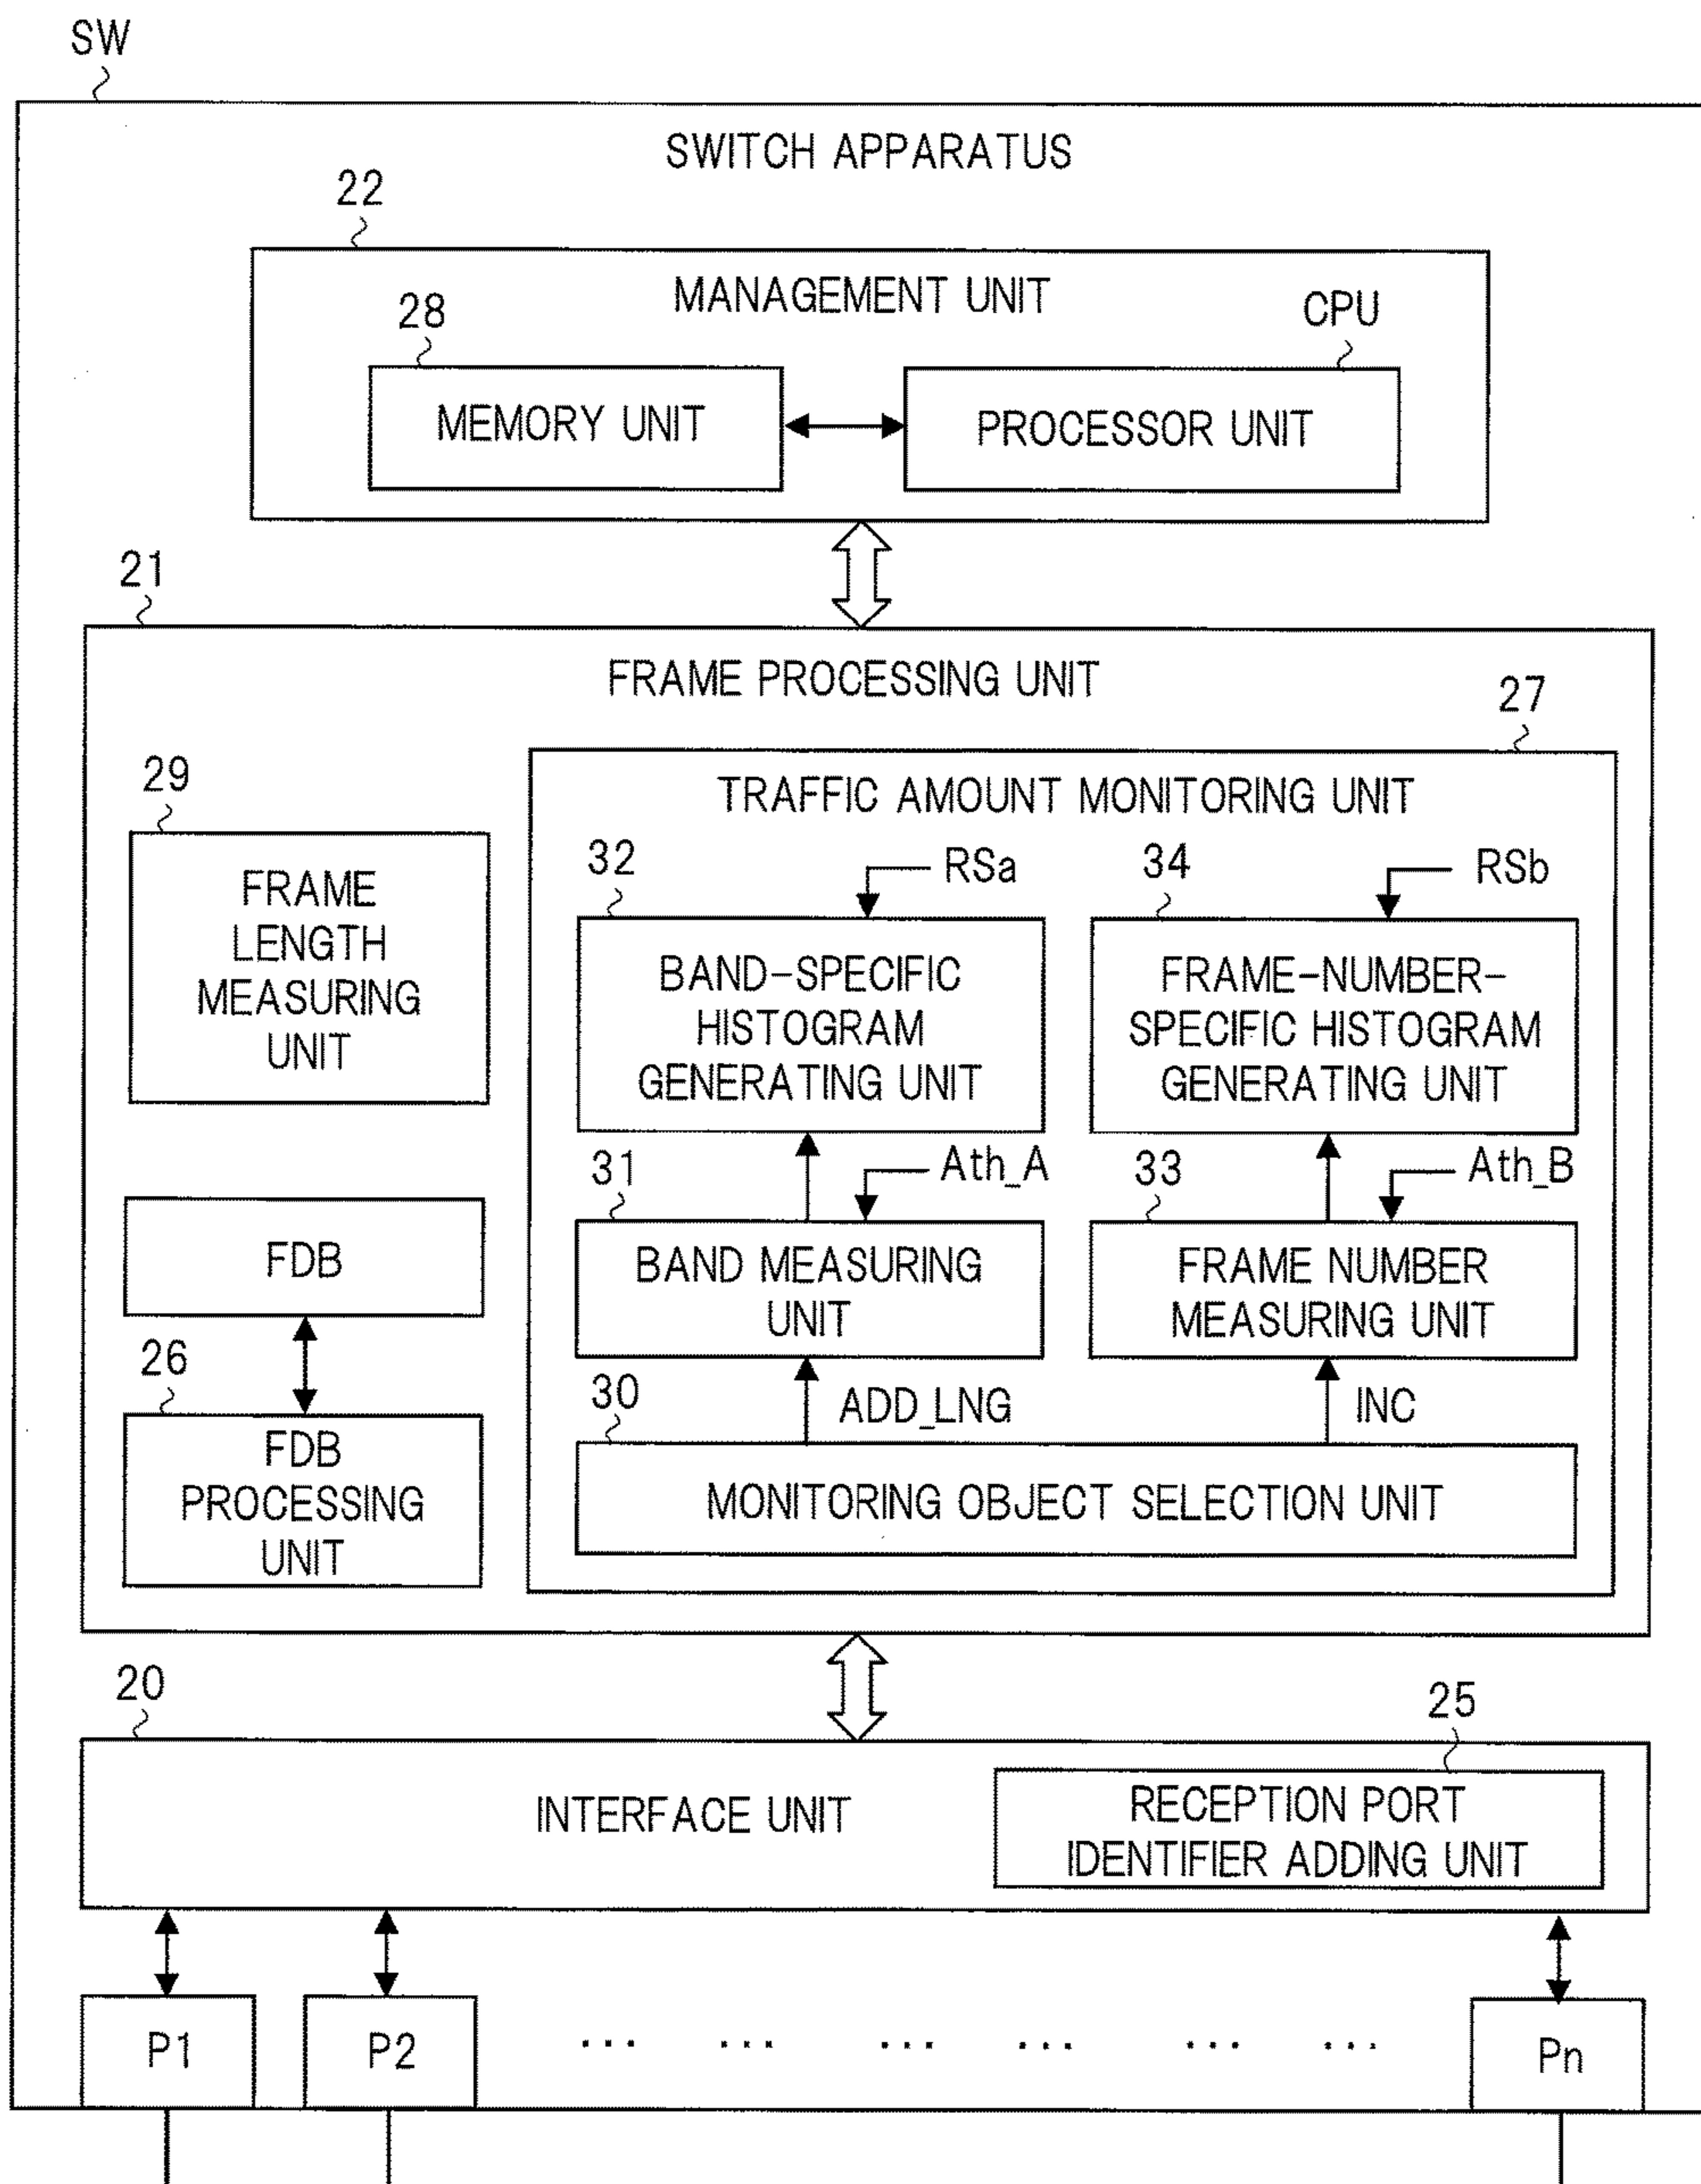 SW
SWITCH APPARATUS
22
MANAGEMENT UNIT
28
CPU
MEMORY UNIT
PROCESSOR UNIT
21
FRAME PROCESSING UNIT
27
29
FRAME
LENGTH
MEASURING
UNIT
TRAFFIC AMOUNT MONITORING UNIT
32
RSa
34
RSb
BAND-SPECIFIC
HISTOGRAM
GENERATING UNIT
FRAME-NUMBER-
SPECIFIC HISTOGRAM
GENERATING UNIT
31
Ath_A
33
Ath_B
FDB
BAND MEASURING
UNIT
FRAME NUMBER
MEASURING UNIT
26
30
ADD_LNG
INC
FDB
PROCESSING
UNIT
MONITORING OBJECT SELECTION UNIT
20
25
INTERFACE UNIT
RECEPTION PORT
IDENTIFIER ADDING UNIT
P1
P2
... ... ... ... ... ...
Pn